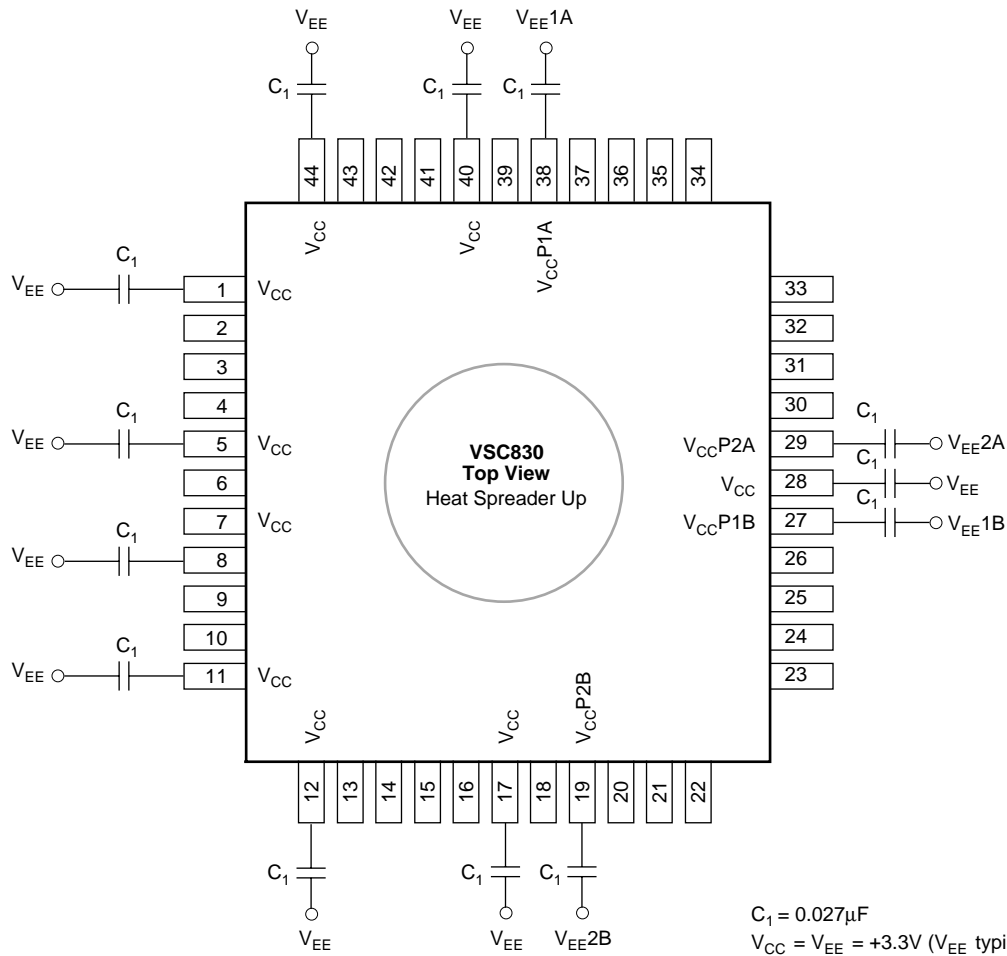 VEE VEE VEE1A
C1 C1 C1
44 43 42 41 40 39 38 37 36 35 34
VCC VCC VCCP1A
C1
VEE 1 VCC 33
2 32
3 31
4 30
C1 C1
VEE 5 VCC VCCP2A 29 VEE2A
C1
6 VCC 28 VEE
C1
7 VCC VCCP1B 27 VEE1B
C1
VEE 8 26
9 25
10 24
C1
VEE 11 VCC 23
VSC830
Top View
Heat Spreader Up
VCC VCC VCCP2B
12 13 14 15 16 17 18 19 20 21 22
C1 C1 C1
VEE VEE VEE2B
C1 = 0.027μF
VCC = VEE = +3.3V (VEE typi